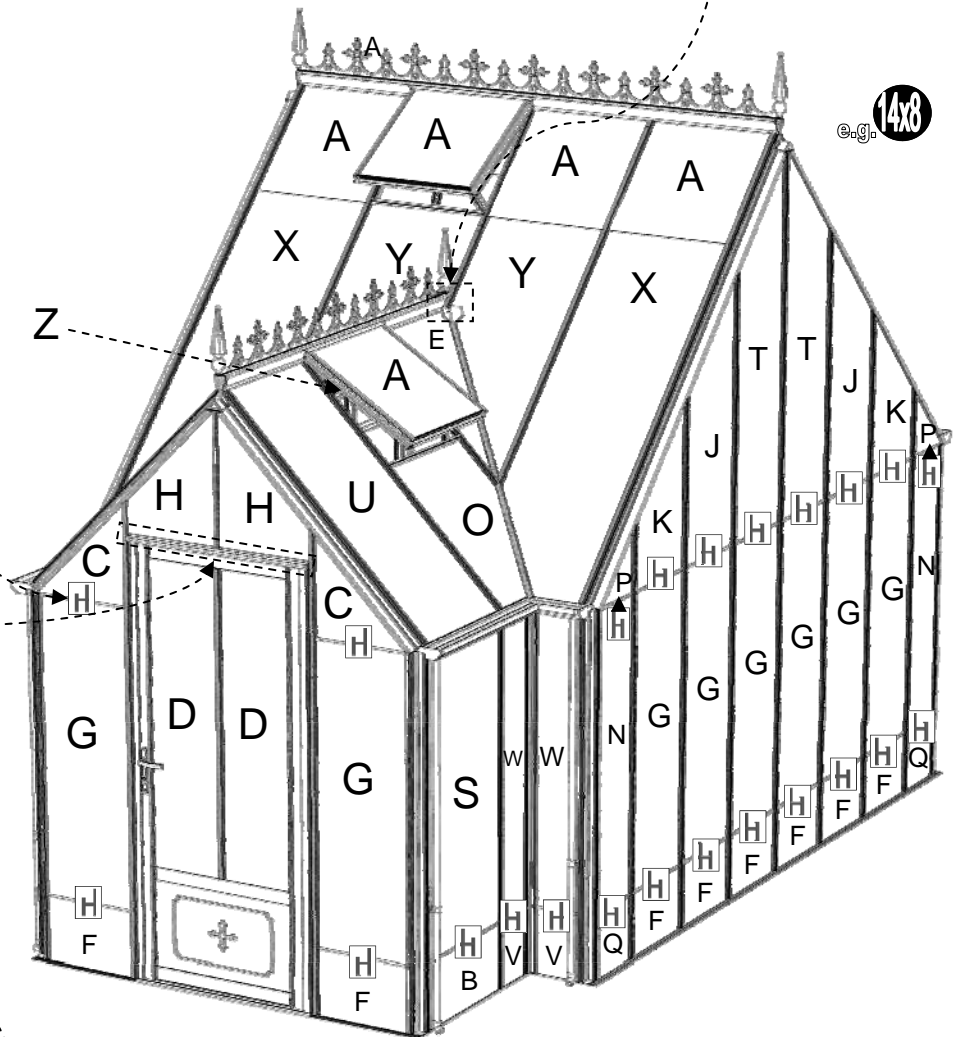 A
e.g. 14x8
A A A A
X Y Y X
Z
E
A
T T J K P
H H H H H H H
J
K
P
H
H H
U O
C C
H H
N G G G G G G N
D D
G G
W W
S
H H H H H H H H
Q F F F F F F Q
H H H H H
F F B V V